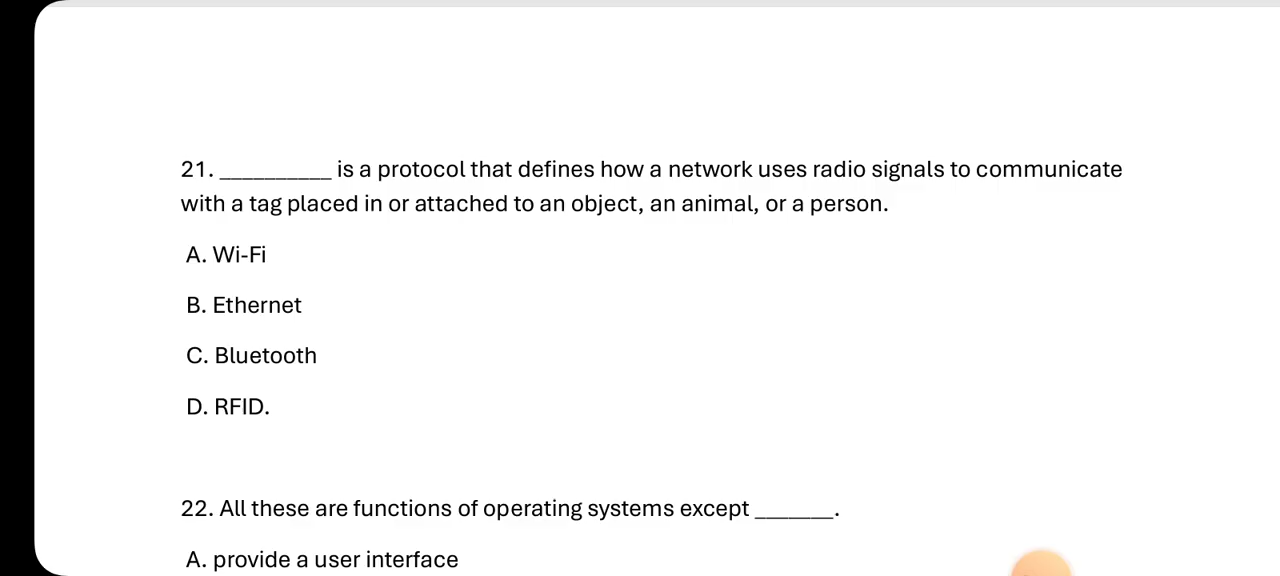 21. __________ is a protocol that defines how a network uses radio signals to communicate
with a tag placed in or attached to an object, an animal, or a person.
A. Wi-Fi
B. Ethernet
C. Bluetooth
D. RFID.
22. All these are functions of operating systems except _______.
A. provide a user interface